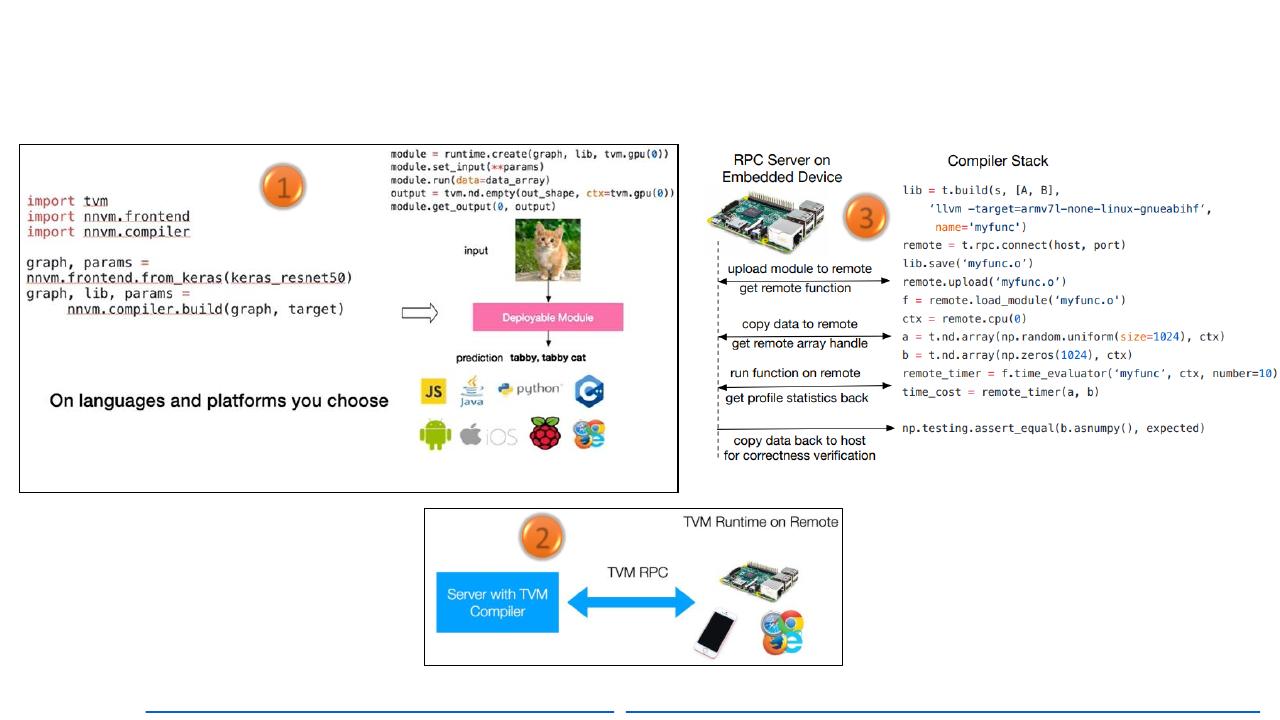 1
import tvm
import nnvm.frontend
import nnvm.compiler
graph, params =
nnvm.frontend.from_keras(keras_resnet50)
graph, lib, params =
nnvm.compiler.build(graph, target)
On languages and platforms you choose
module = runtime.create(graph, lib, tvm.gpu(0))
module.set_input(**params)
module.run(data=data_array)
output = tvm.nd.empty(out_shape, ctx=tvm.gpu(0))
module.get_output(0, output)
input
Deployable Module
prediction tabby, tabby cat
JS
Java
python
C
iOS
RPC Server on
Embedded Device
3
upload module to remote
get remote function
copy data to remote
get remote array handle
run function on remote
get profile statistics back
copy data back to host
for correctness verification
Compiler Stack
lib = t.build(s, [A, B],
‘llvm -target=armv7l-none-linux-gnueabihf’,
name='myfunc')
remote = t.rpc.connect(host, port)
lib.save(‘myfunc.o’)
remote.upload(‘myfunc.o’)
f = remote.load_module(‘myfunc.o')
ctx = remote.cpu(0)
a = t.nd.array(np.random.uniform(size=1024), ctx)
b = t.nd.array(np.zeros(1024), ctx)
remote_timer = f.time_evaluator(‘myfunc’, ctx, number=10)
time_cost = remote_timer(a, b)
np.testing.assert_equal(b.asnumpy(), expected)
2
TVM Runtime on Remote
TVM RPC
Server with TVM
Compiler